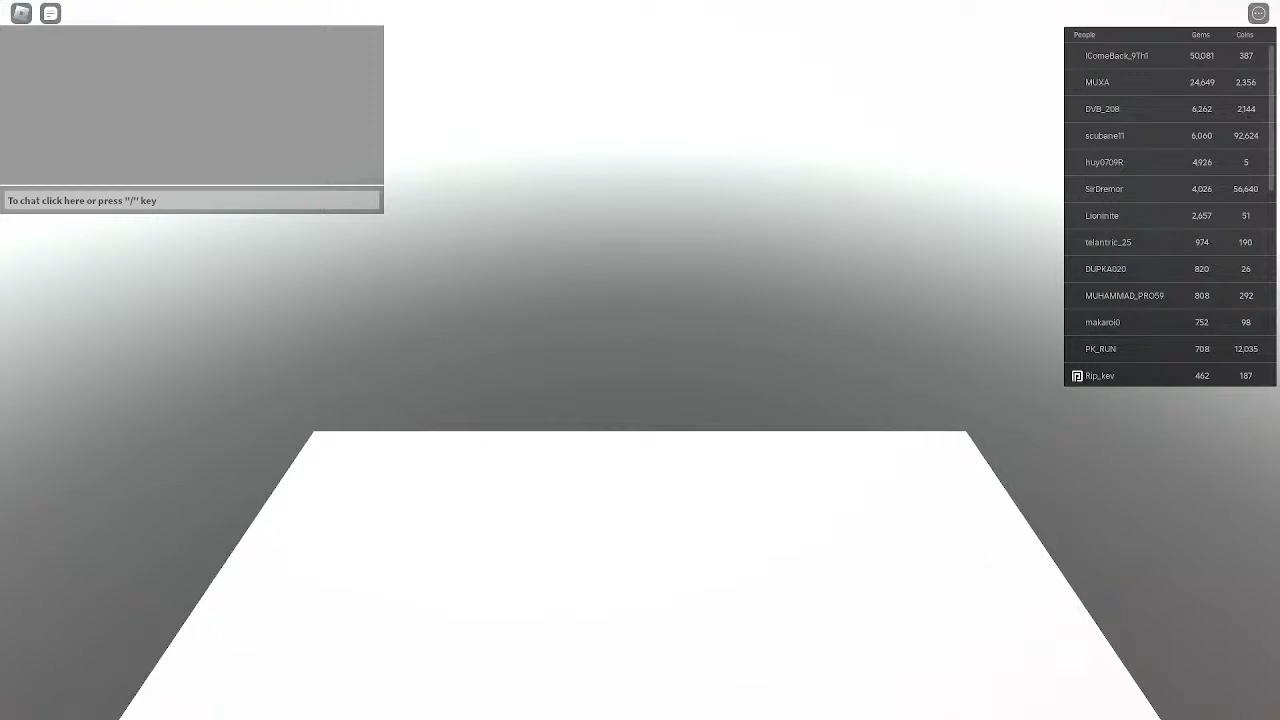 To chat click here or press "/" key
People Gems Coins
IComeBack_9Th1 50,081 387
MUXA 24,649 2,356
DVB_208 6,262 2144
scubane11 6,060 92,624
huy0709R 4,926 5
SirDremor 4,026 56,640
Lioninite 2,657 51
telantric_25 974 190
DUPKA020 820 26
MUHAMMAD_PRO59 808 292
makaroi0 752 98
PK_RUN 708 12,035
Rip_kev 462 187